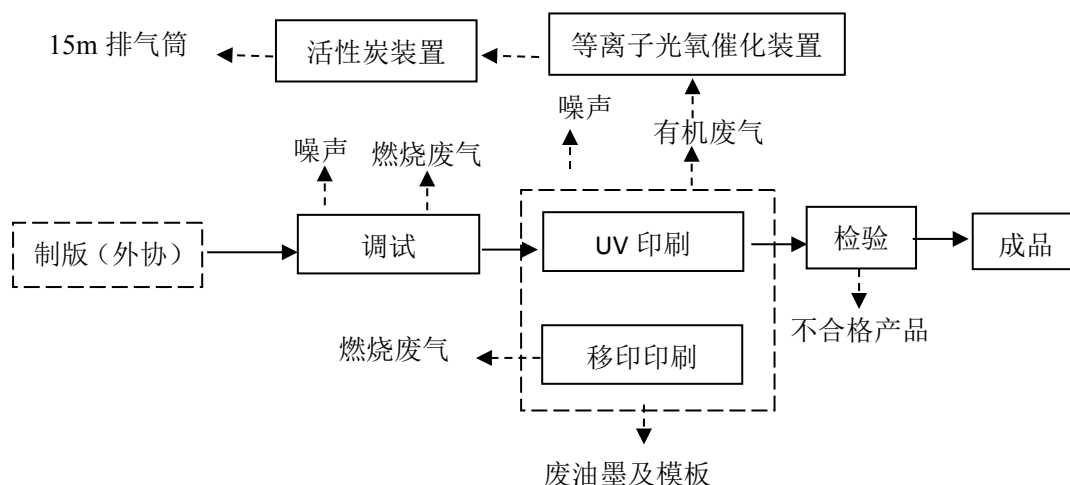 15m 排气筒
活性炭装置
等离子光氧催化装置
噪声
有机废气
噪声
燃烧废气
制版（外协）
调试
UV 印刷
检验
成品
不合格产品
燃烧废气
移印印刷
废油墨及模板